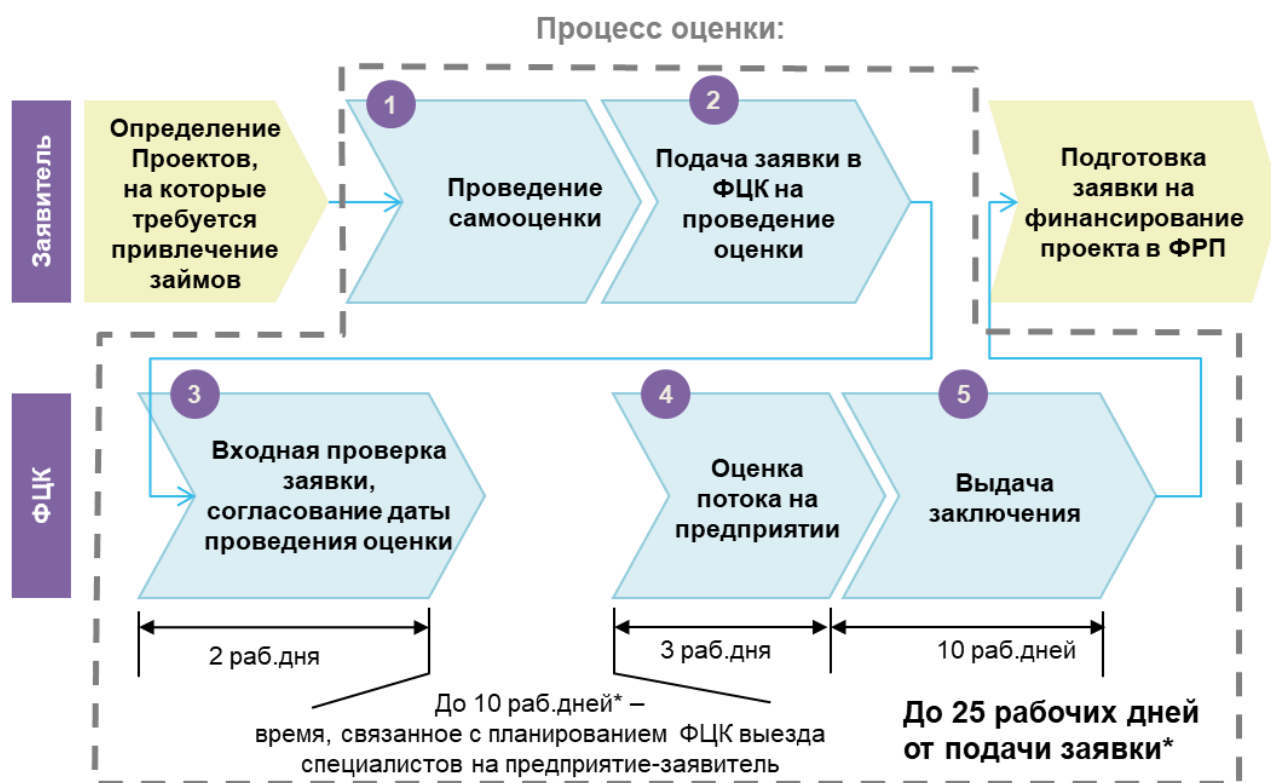 Процесс оценки:
Заявитель
Определение
Проектов,
на которые
требуется
привлечение
займов
1
Проведение
самооценки
2
Подача заявки в
ФЦК на
проведение
оценки
Подготовка
заявки на
финансирование
проекта в ФРП
ФЦК
3
Входная проверка
заявки,
согласование даты
проведения оценки
4
Оценка
потока на
предприятии
5
Выдача
заключения
2 раб.дня
3 раб.дня
10 раб.дней
До 10 раб.дней* –
время, связанное с планированием ФЦК выезда
специалистов на предприятие-заявитель
До 25 рабочих дней
от подачи заявки*